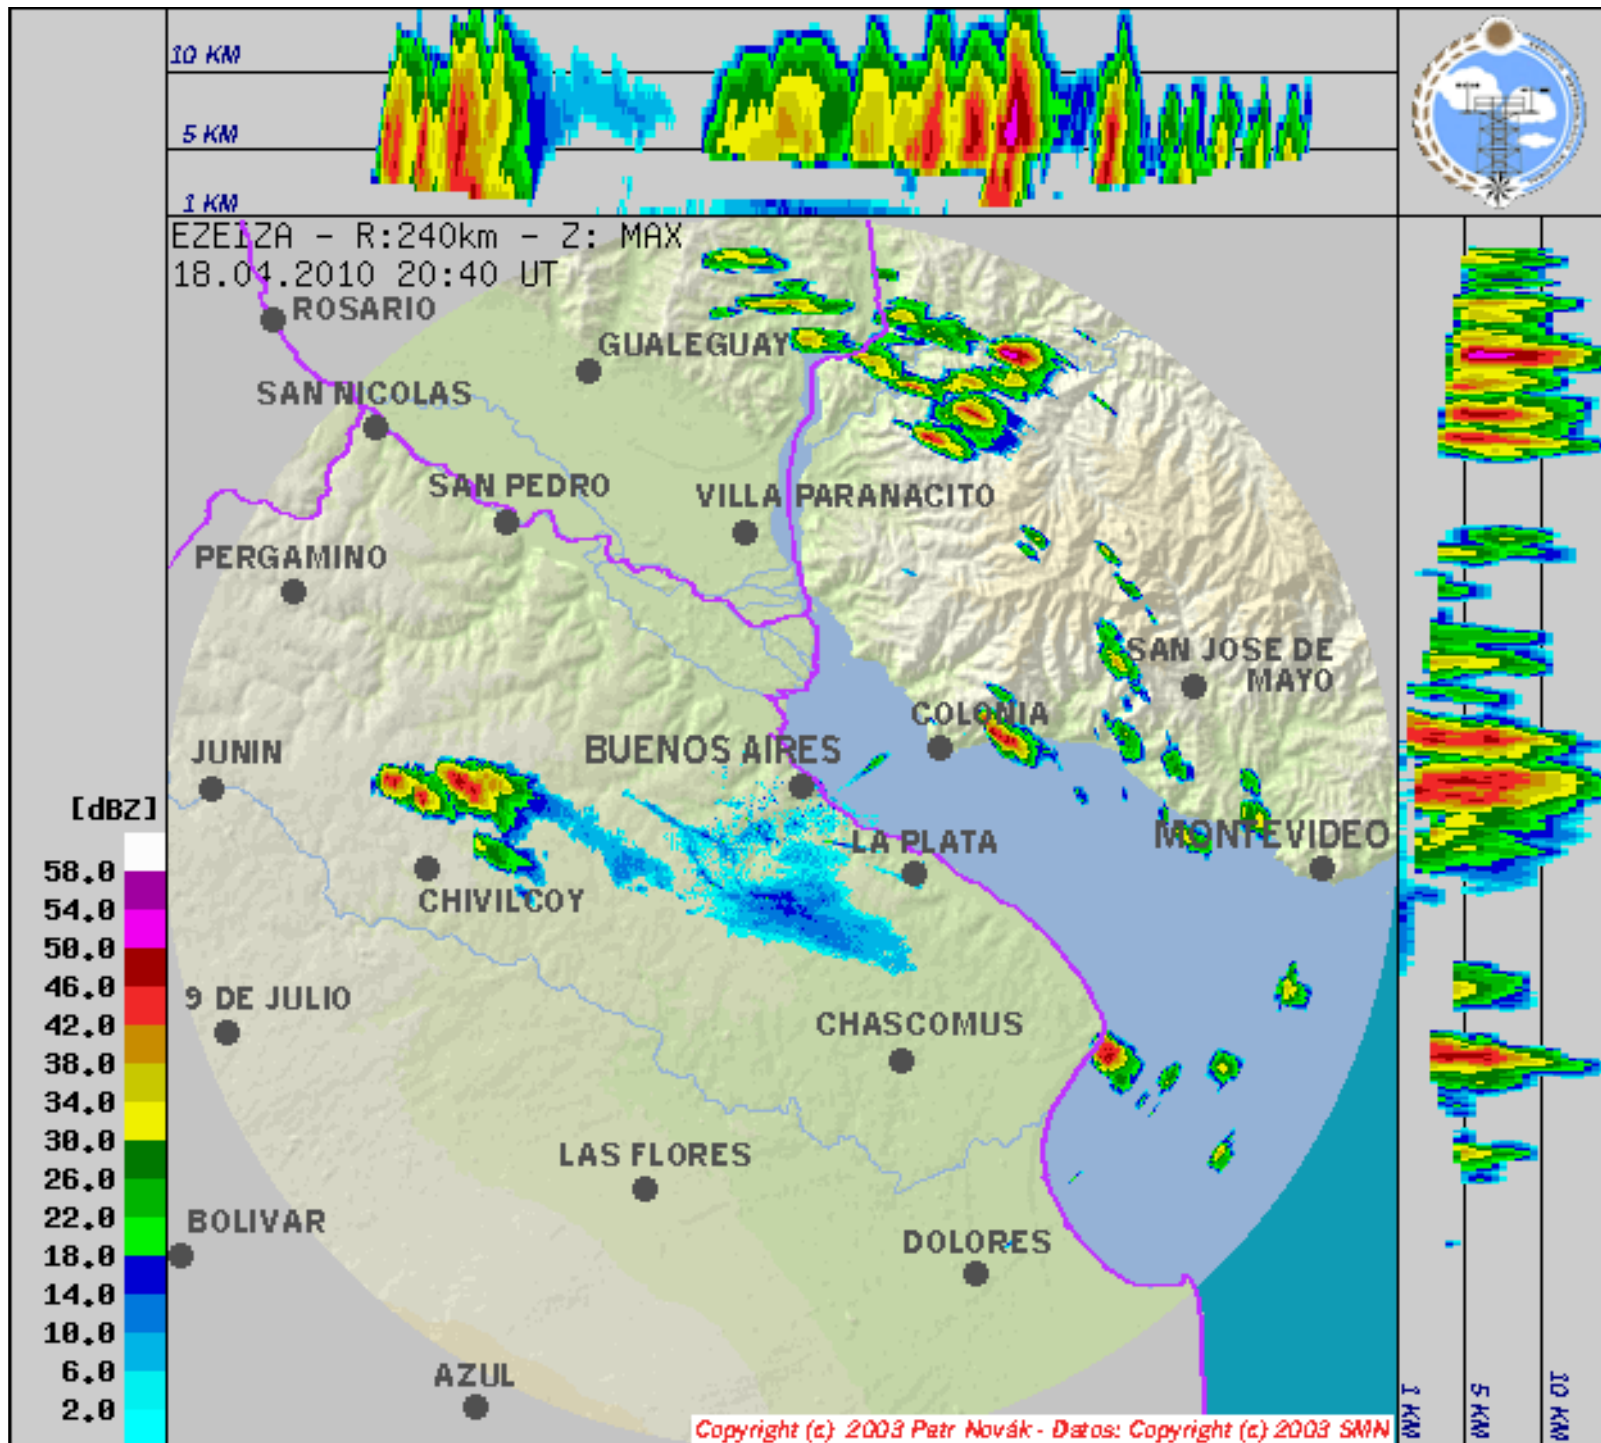 10 KM
5 KM
1 KM
EZEIZA - R:240km - Z: MAX
18.04.2010 20:40 UT
ROSARIO
GUALEGUAY
SAN NICOLAS
SAN PEDRO
VILLA PARANACITO
PERGAMINO
SAN JOSE DE
MAYO
COLONIA
JUNIN
BUENOS AIRES
[dBZ]
MONTEVIDEO
LA PLATA
58.0
CHIVILCOY
54.0
50.0
46.0
9 DE JULIO
42.0
CHASCOMUS
38.0
34.0
30.0
LAS FLORES
26.0
22.0
BOLIVAR
18.0
DOLORES
14.0
10.0
6.0
AZUL
2.0
1 KM
5 KM
10 KM
Copyright (c) 2003 Petr Novák - Datos: Copyright (c) 2003 SMN